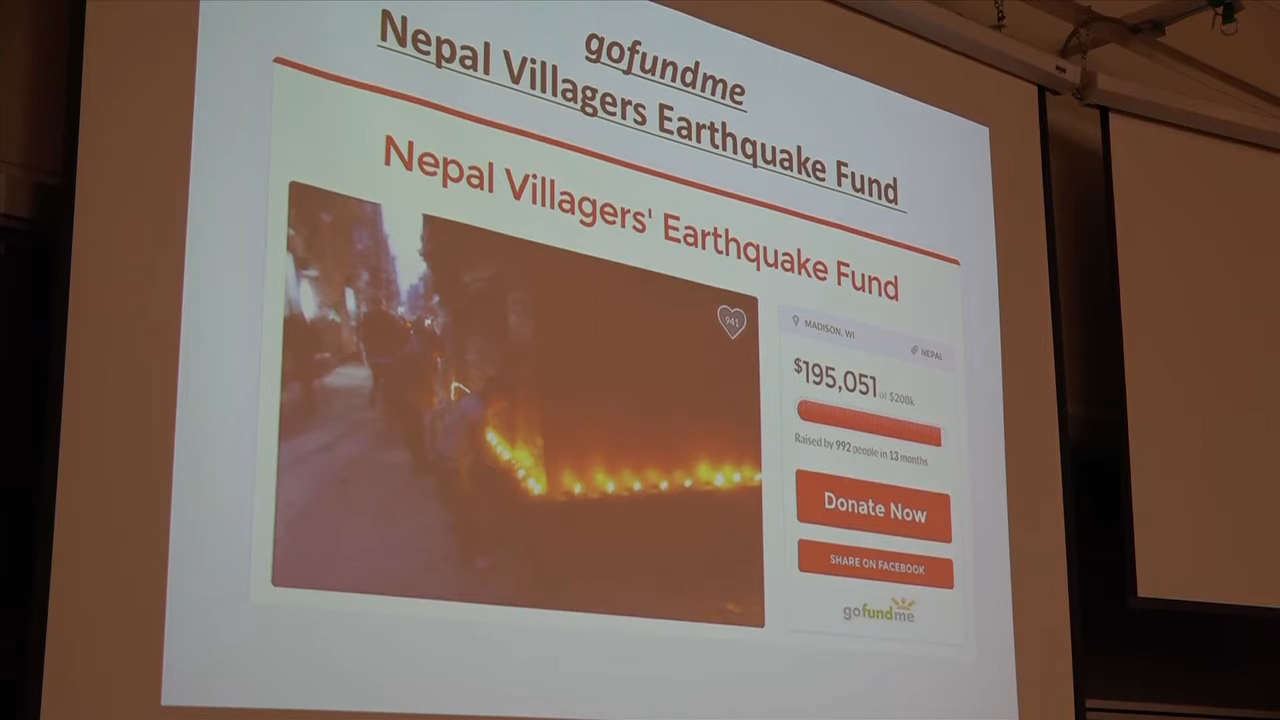 gofundme
Nepal Villagers Earthquake Fund
Nepal Villagers' Earthquake Fund
941
MADISON, WI
NEPAL
$195,051 of $208k
Raised by 992 people in 13 months
Donate Now
SHARE ON FACEBOOK
gofundme